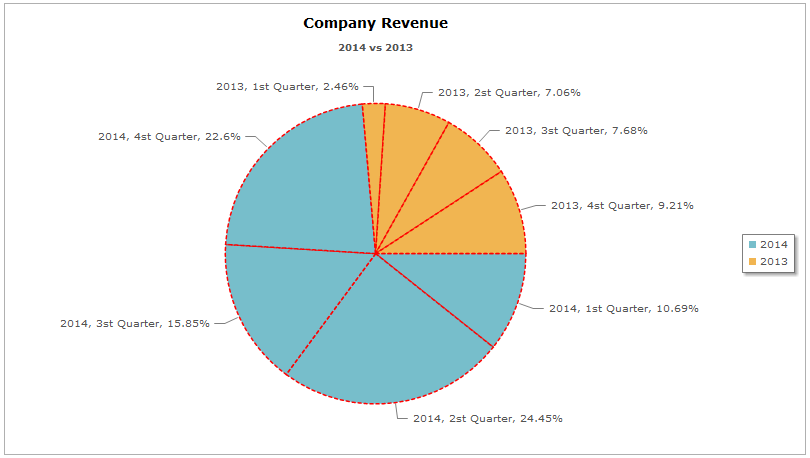 Company Revenue
2014 vs 2013
2013, 1st Quarter, 2.46%
2013, 2st Quarter, 7.06%
2014, 4st Quarter, 22.6%
2013, 3st Quarter, 7.68%
2013, 4st Quarter, 9.21%
2014
2013
2014, 1st Quarter, 10.69%
2014, 3st Quarter, 15.85%
2014, 2st Quarter, 24.45%